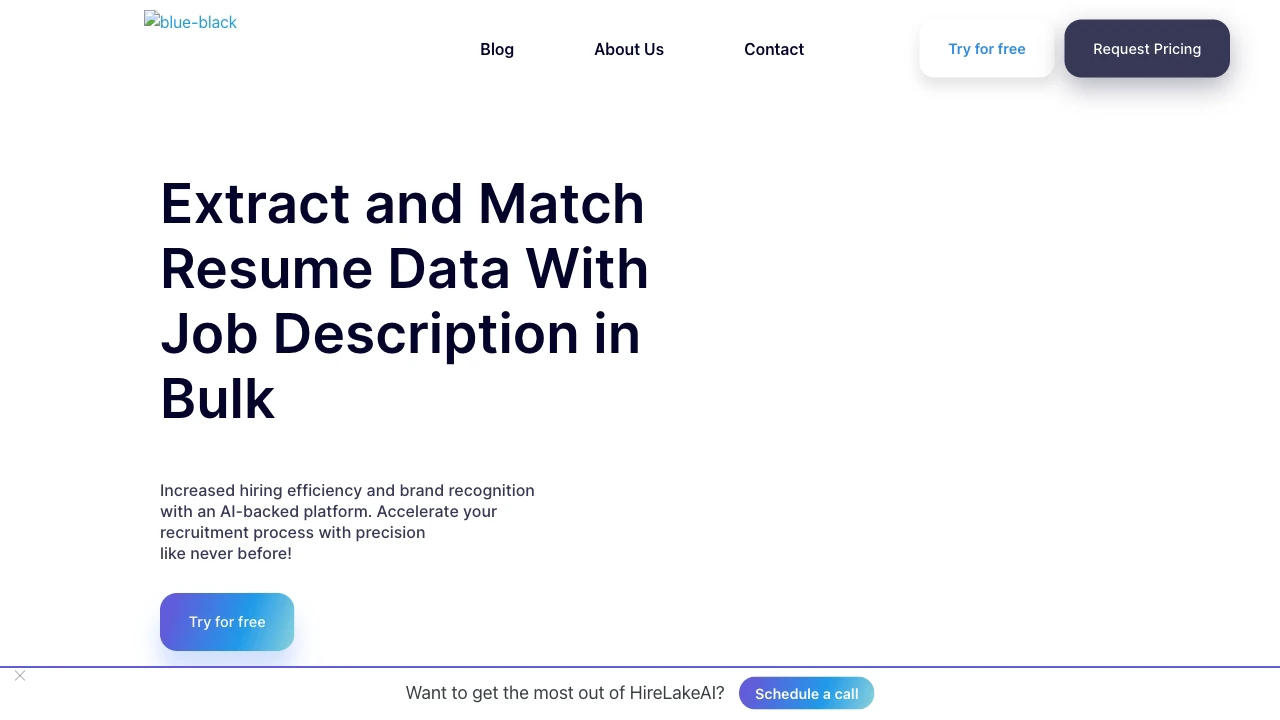 blue-black
Blog
About Us
Contact
Try for free
Request Pricing
Extract and Match
Resume Data With
Job Description in
Bulk
Increased hiring efficiency and brand recognition
with an AI-backed platform. Accelerate your
recruitment process with precision
like never before!
Try for free
Want to get the most out of HireLakeAI?
Schedule a call